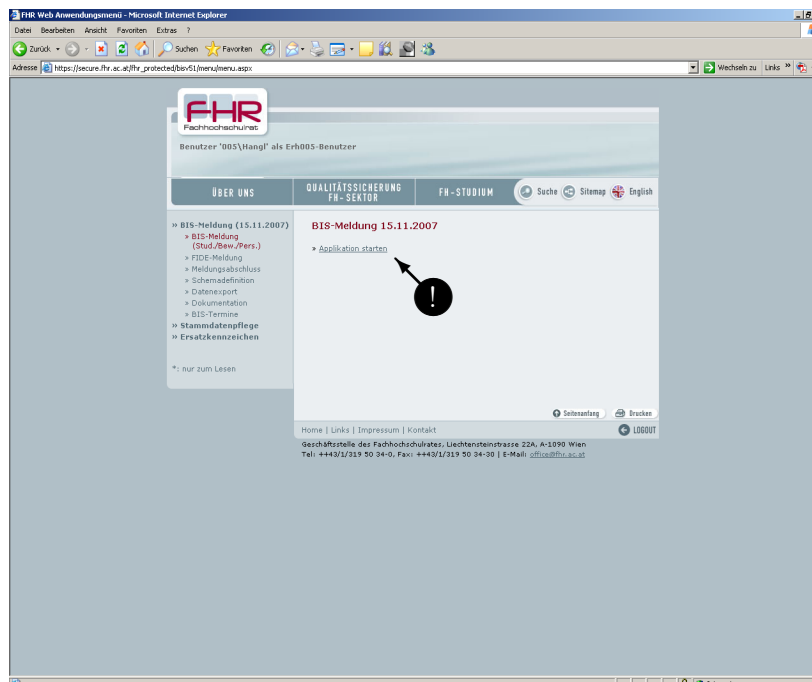 FHR Web Anwendungsmenü - Microsoft Internet Explorer
Datei Bearbeiten Ansicht Favoriten Extras ?
Zurück Suchen Favoriten
Adresse https://secure.fhr.ac.at/fhr_protected/bisv51/menu/menu.aspx Wechseln zu Links »
FHR
Fachhochschulrat
Benutzer '005\Hangl' als Erh005-Benutzer
ÜBER UNS
QUALITÄTSSICHERUNG
FH-SEKTOR
FH-STUDIUM
Suche Sitemap English
» BIS-Meldung (15.11.2007)
» BIS-Meldung
(Stud./Bew./Pers.)
» FIDE-Meldung
» Meldungsabschluss
» Schemadefinition
» Datenexport
» Dokumentation
» BIS-Termine
» Stammdatenpflege
» Ersatzkennzeichen
*: nur zum Lesen
BIS-Meldung 15.11.2007
» Applikation starten
!
Seitenanfang Drucken
Home | Links | Impressum | Kontakt LOGOUT
Geschäftsstelle des Fachhochschulrates, Liechtensteinstrasse 22A, A-1090 Wien
Tel: ++43/1/319 50 34-0, Fax: ++43/1/319 50 34-30 | E-Mail: office@fhr.ac.at